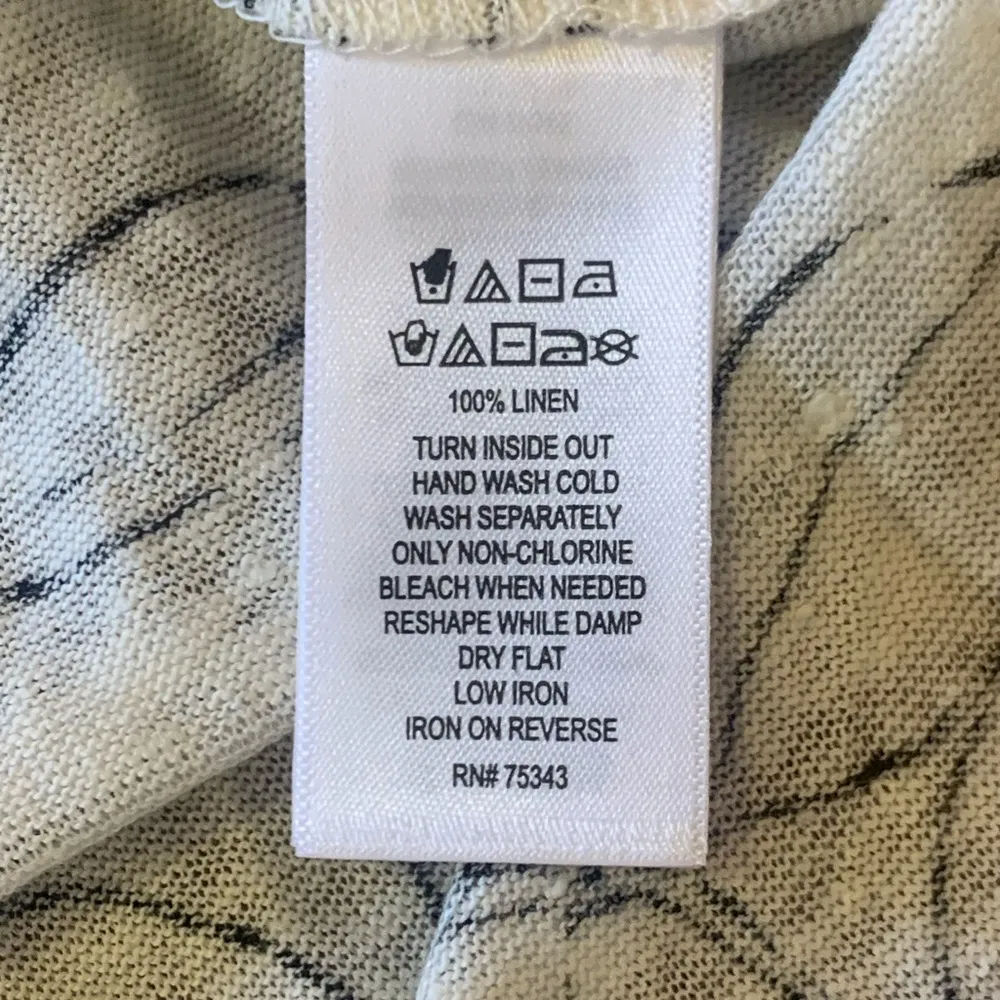 100% LINEN
TURN INSIDE OUT
HAND WASH COLD
WASH SEPARATELY
ONLY NON-CHLORINE
BLEACH WHEN NEEDED
RESHAPE WHILE DAMP
DRY FLAT
LOW IRON
IRON ON REVERSE
RN# 75343